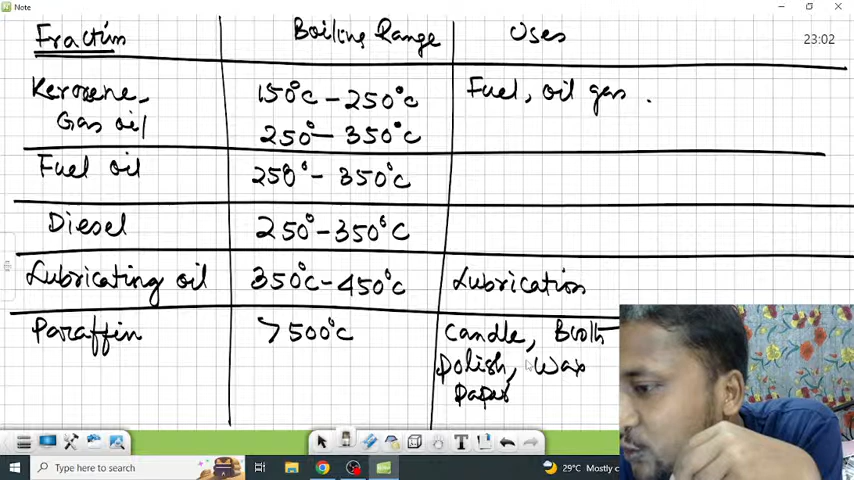 Note
23:02
Fraction Boiling Range Uses
Kerosene, 150°C - 250°C Fuel, oil gas.
Gas oil 250° - 350°C
Fuel oil 250° - 350°C
Diesel 250° - 350°C
Lubricating oil 350°C - 450°C Lubrication
Paraffin > 500°C Candle,
polish, Wax
paper
Type here to search
29°C Mostly c